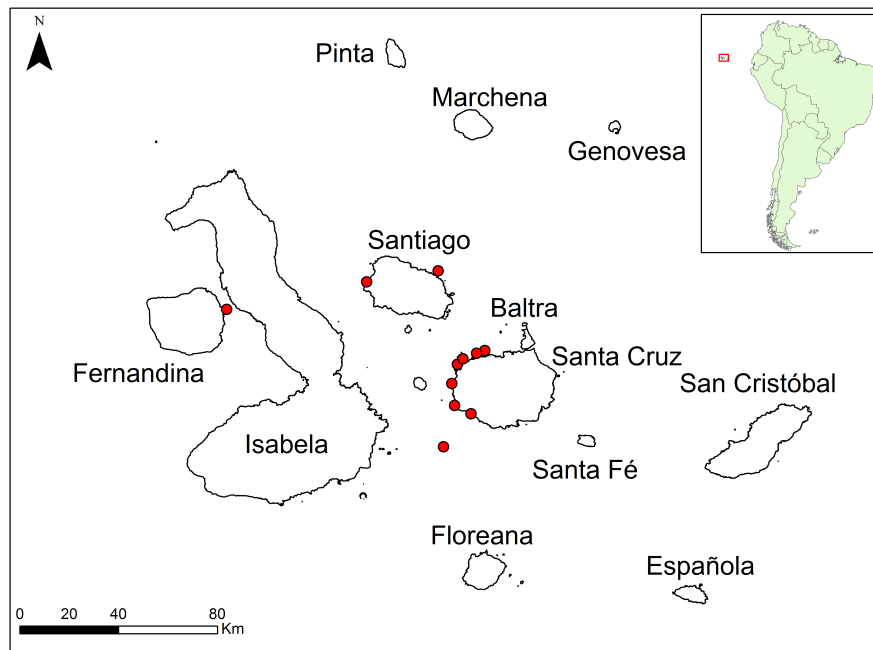 N
Pinta
Marchena
Genovesa
Santiago
Baltra
Fernandina
Santa Cruz
San Cristóbal
Isabela
Santa Fé
Floreana
Española
0 20 40 80
Km